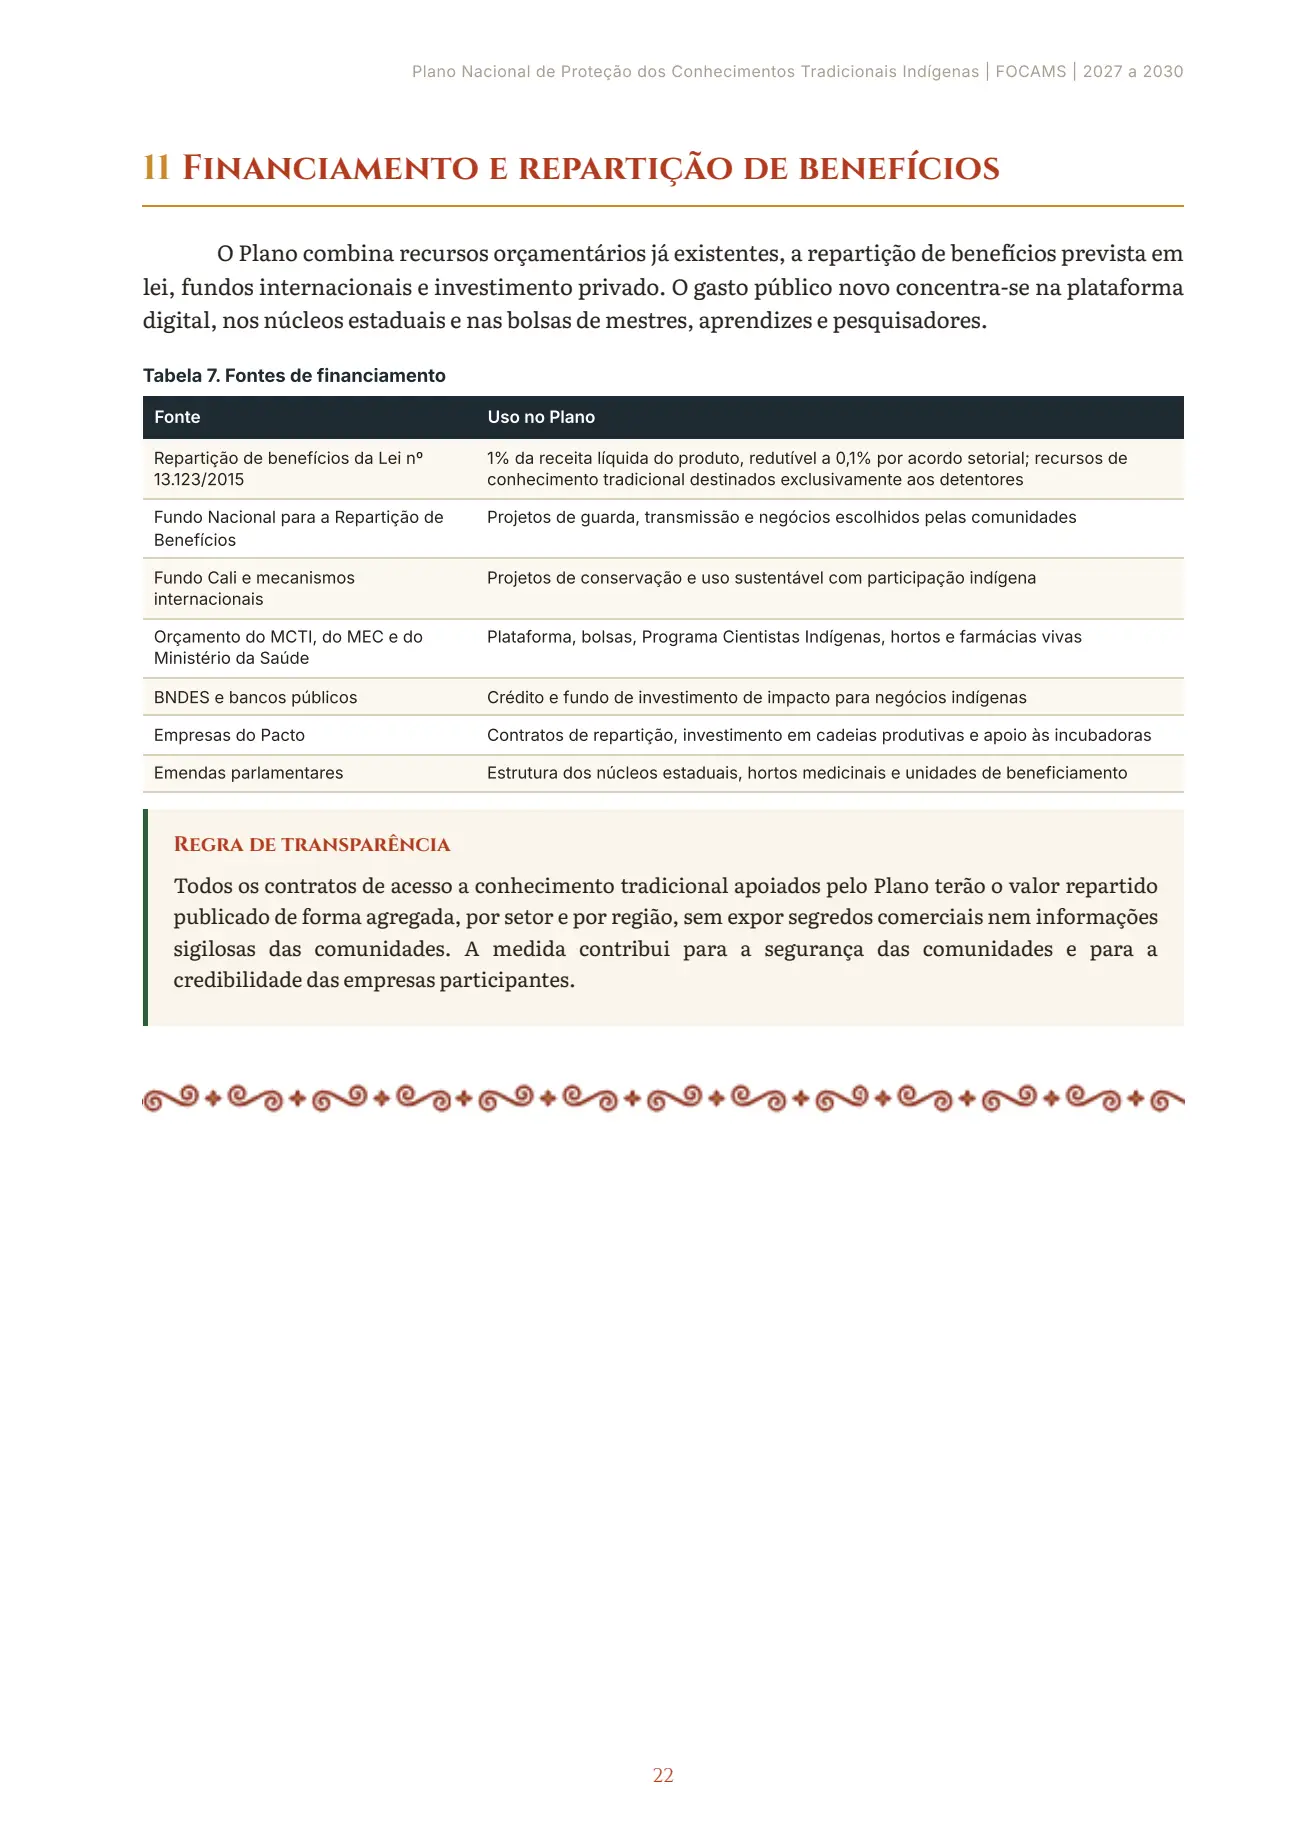 Plano Nacional de Proteção dos Conhecimentos Tradicionais Indígenas | FOCAMS | 2027 a 2030
11 Financiamento e repartição de benefícios
O Plano combina recursos orçamentários já existentes, a repartição de benefícios prevista em
lei, fundos internacionais e investimento privado. O gasto público novo concentra-se na plataforma
digital, nos núcleos estaduais e nas bolsas de mestres, aprendizes e pesquisadores.
Tabela 7. Fontes de financiamento
Fonte Uso no Plano
Repartição de benefícios da Lei nº 1% da receita líquida do produto, redutível a 0,1% por acordo setorial; recursos de
13.123/2015 conhecimento tradicional destinados exclusivamente aos detentores
Fundo Nacional para a Repartição de Projetos de guarda, transmissão e negócios escolhidos pelas comunidades
Benefícios
Fundo Cali e mecanismos Projetos de conservação e uso sustentável com participação indígena
internacionais
Orçamento do MCTI, do MEC e do Plataforma, bolsas, Programa Cientistas Indígenas, hortos e farmácias vivas
Ministério da Saúde
BNDES e bancos públicos Crédito e fundo de investimento de impacto para negócios indígenas
Empresas do Pacto Contratos de repartição, investimento em cadeias produtivas e apoio às incubadoras
Emendas parlamentares Estrutura dos núcleos estaduais, hortos medicinais e unidades de beneficiamento
Regra de transparência
Todos os contratos de acesso a conhecimento tradicional apoiados pelo Plano terão o valor repartido
publicado de forma agregada, por setor e por região, sem expor segredos comerciais nem informações
sigilosas das comunidades. A medida contribui para a segurança das comunidades e para a
credibilidade das empresas participantes.
22